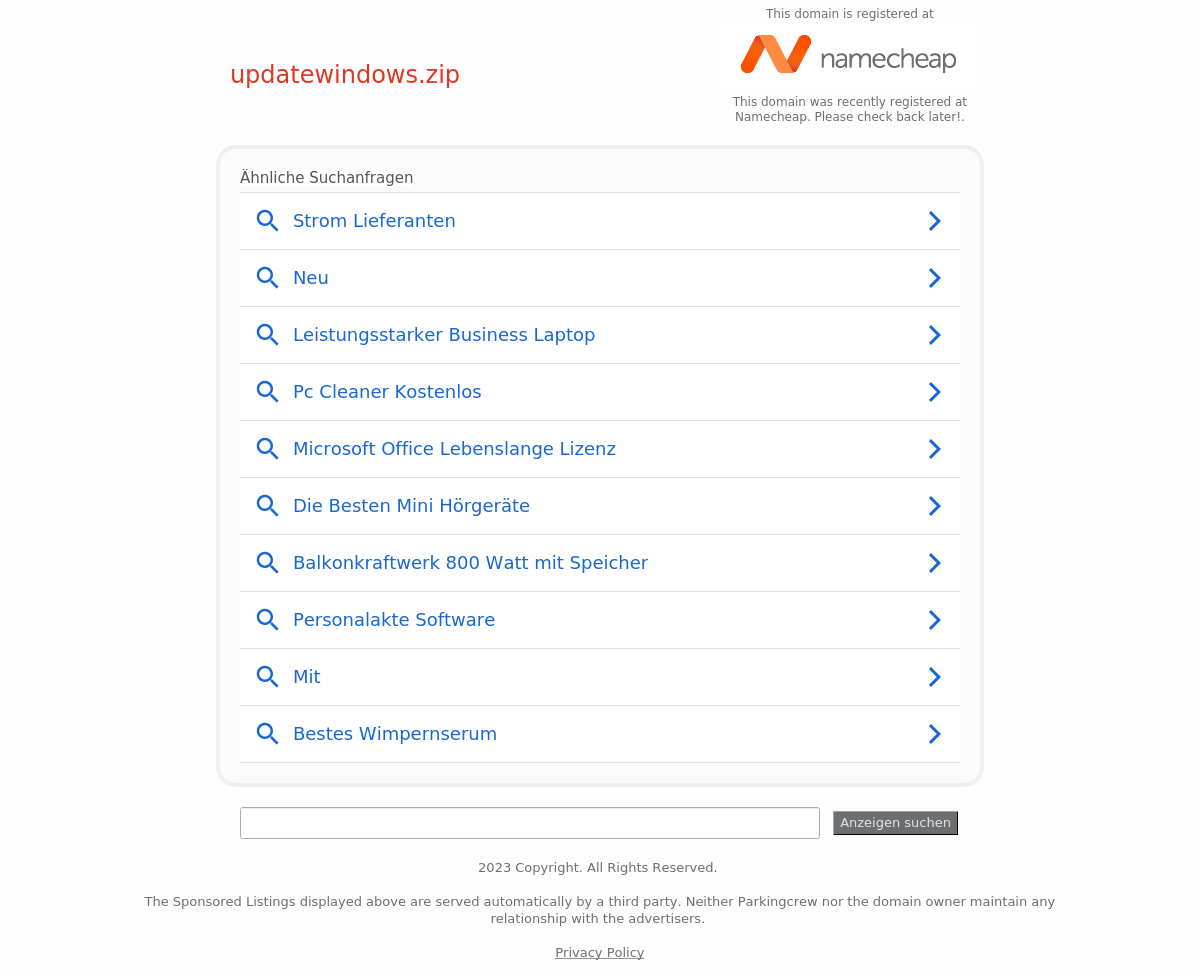 This domain is registered at
namecheap
updatewindows.zip
This domain was recently registered at
Namecheap. Please check back later!.
Ähnliche Suchanfragen
Strom Lieferanten
Neu
Leistungsstarker Business Laptop
Pc Cleaner Kostenlos
Microsoft Office Lebenslange Lizenz
Die Besten Mini Hörgeräte
Balkonkraftwerk 800 Watt mit Speicher
Personalakte Software
Mit
Bestes Wimpernserum
Anzeigen suchen
2023 Copyright. All Rights Reserved.
The Sponsored Listings displayed above are served automatically by a third party. Neither Parkingcrew nor the domain owner maintain any
relationship with the advertisers.
Privacy Policy